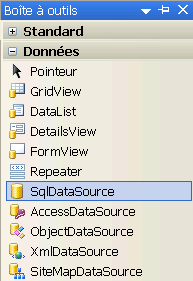 Boîte à outils
Standard
Données
Pointeur
GridView
DataList
DetailsView
FormView
Repeater
SqlDataSource
AccessDataSource
ObjectDataSource
XmlDataSource
SiteMapDataSource